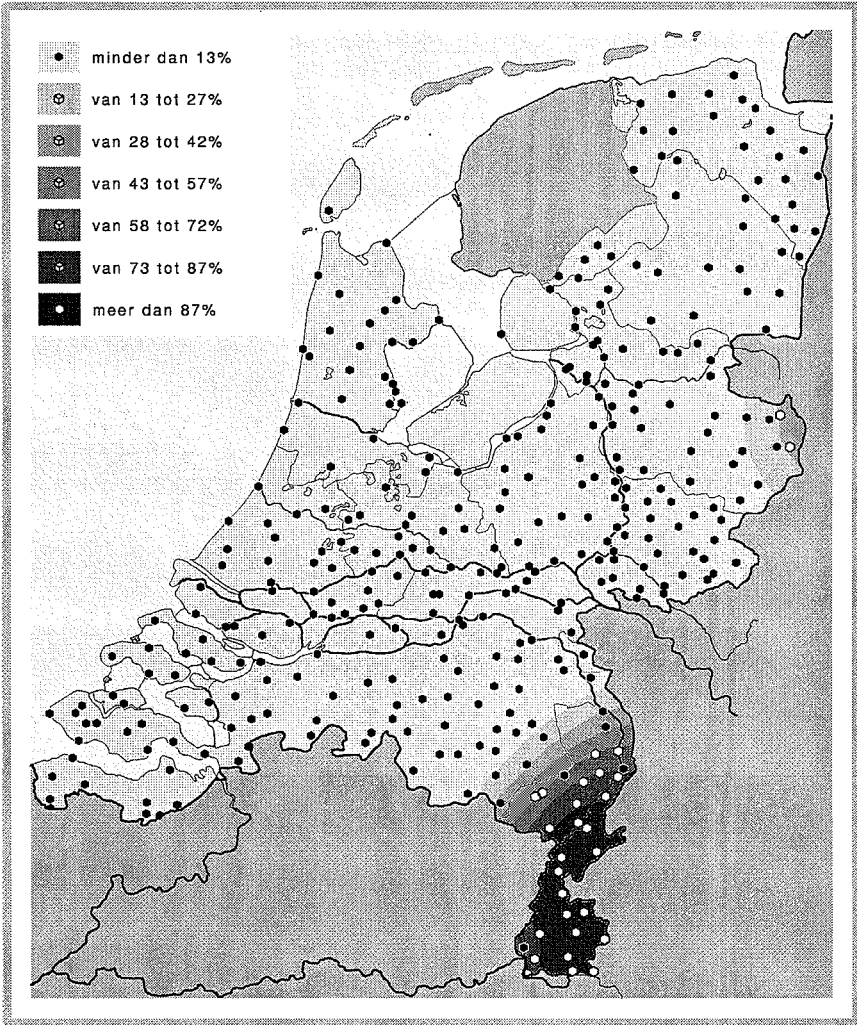 minder dan 13%
van 13 tot 27%
van 28 tot 42%
van 43 tot 57%
van 58 tot 72%
van 73 tot 87%
meer dan 87%